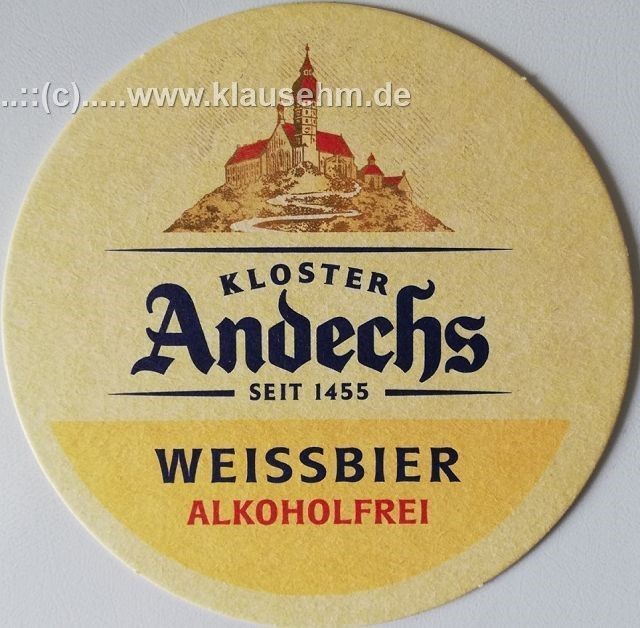 ..::(c).....www.klausehm.de
KLOSTER
Andechs
SEIT 1455
WEISSBIER
ALKOHOLFREI